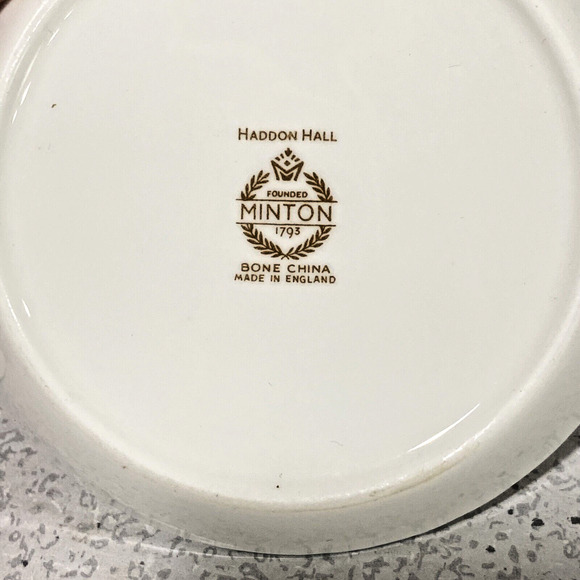 HADDON HALL
FOUNDED
MINTON
1793
BONE CHINA
MADE IN ENGLAND